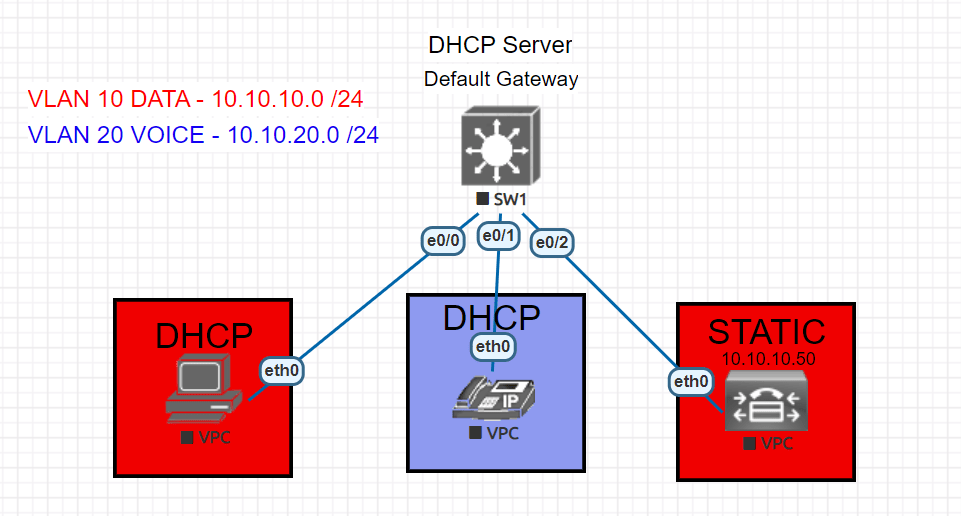 DHCP Server
Default Gateway
VLAN 10 DATA - 10.10.10.0 /24
VLAN 20 VOICE - 10.10.20.0 /24
SW1
e0/0
e0/1
e0/2
DHCP
eth0
VPC
DHCP
eth0
IP
VPC
STATIC
10.10.10.50
eth0
VPC